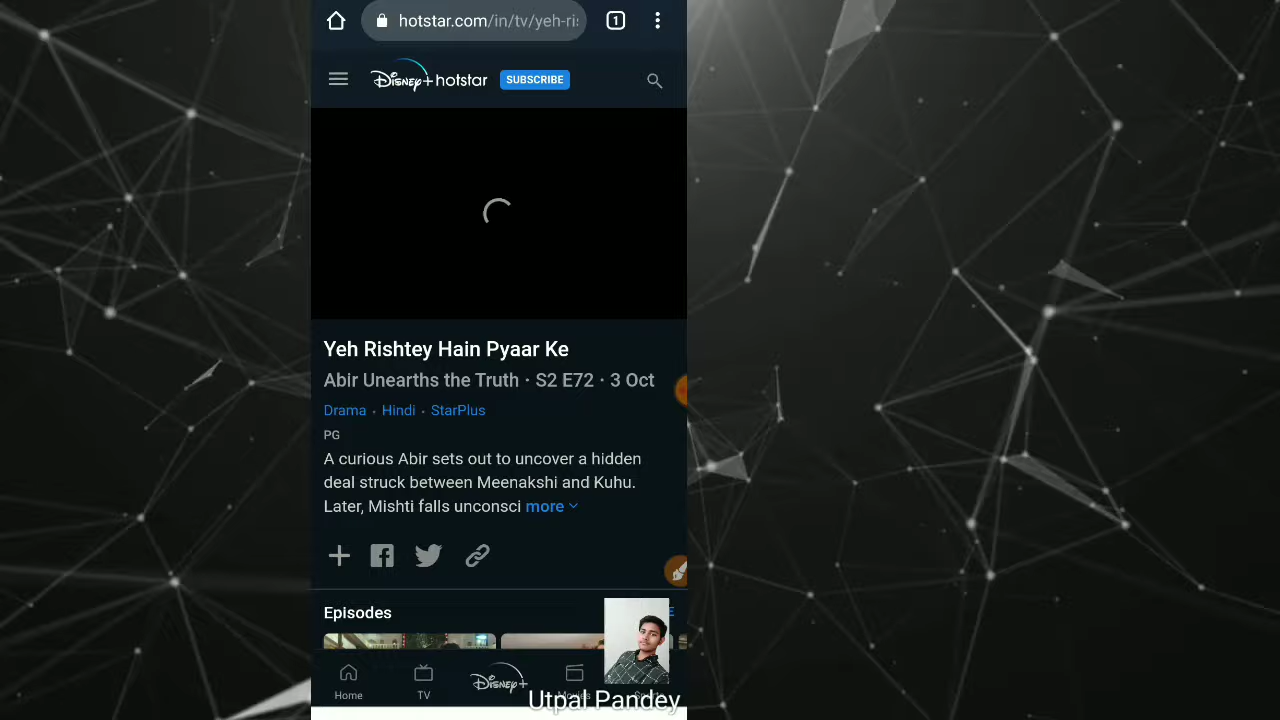 hotstar.com/in/tv/yeh-ris
1
Disney+ hotstar
SUBSCRIBE
Yeh Rishtey Hain Pyaar Ke
Abir Unearths the Truth · S2 E72 · 3 Oct
Drama · Hindi · StarPlus
PG
A curious Abir sets out to uncover a hidden
deal struck between Meenakshi and Kuhu.
Later, Mishti falls unconsci more
Episodes
Home
TV
Disney+
Utpal Pandey